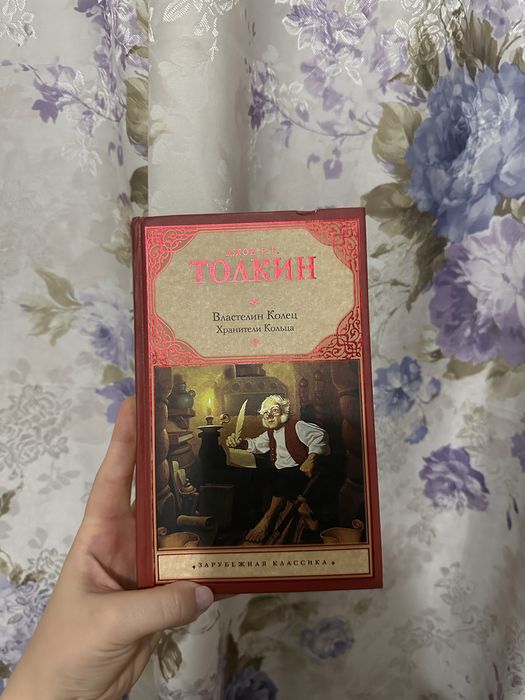 ДЖОН Р.Р.
ТОЛКИН
Властелин Колец
Хранители Кольца
ЗАРУБЕЖНАЯ КЛАССИКА